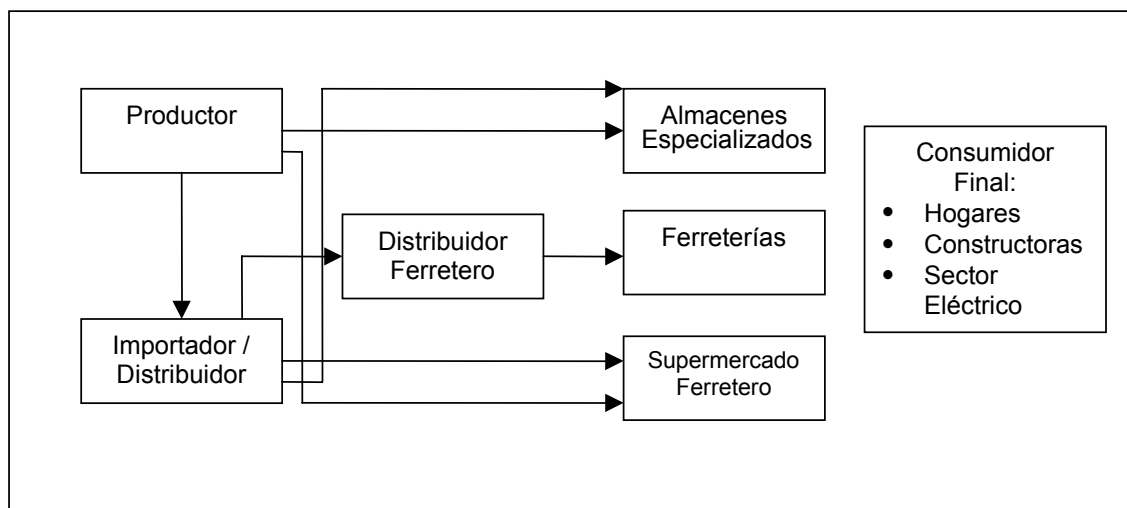 Productor
Almacenes
Especializados
Consumidor
Final:
• Hogares
• Constructoras
• Sector
Eléctrico
Distribuidor
Ferretero
Ferreterías
Importador /
Distribuidor
Supermercado
Ferretero